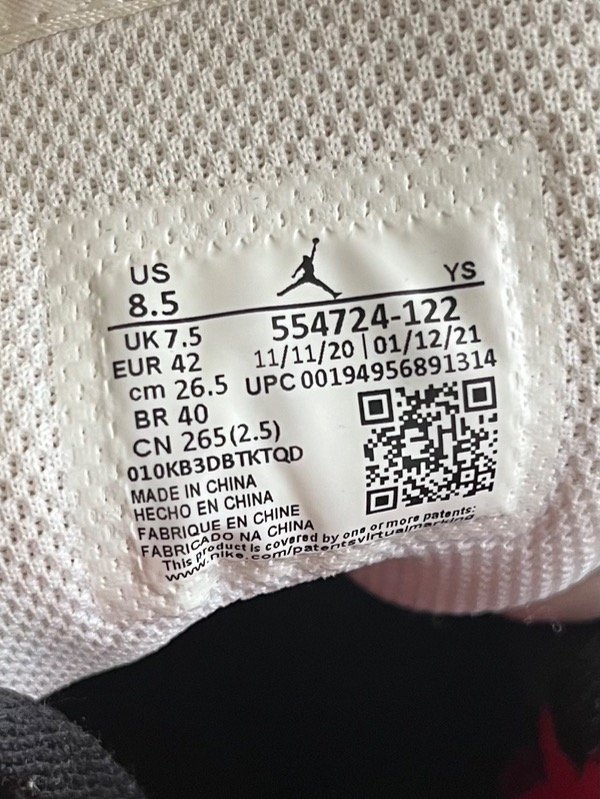 US
8.5
YS
UK 7.5
EUR 42
cm 26.5
BR 40
CN 265(2.5)
554724-122
11/11/20 | 01/12/21
UPC 00194956891314
010KB3DBTKTQD
MADE IN CHINA
HECHO EN CHINA
FABRIQUE EN CHINE
FABRICADO NA CHINA
This product is covered by one or more patents:
www.nike.com/patentsvirtualmarking